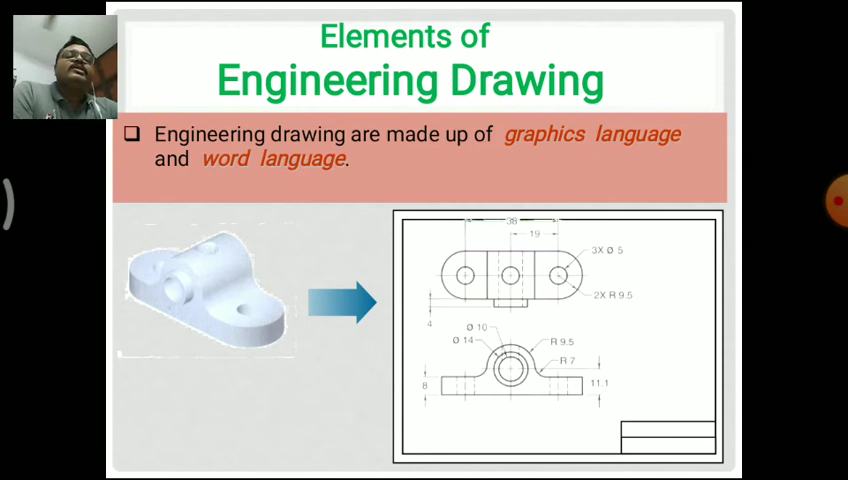 Elements of
Engineering Drawing
Engineering drawing are made up of graphics language
and word language.
38
19
3X Ø 5
2X R 9.5
4
Ø 10
Ø 14
R 9.5
R 7
8
11.1